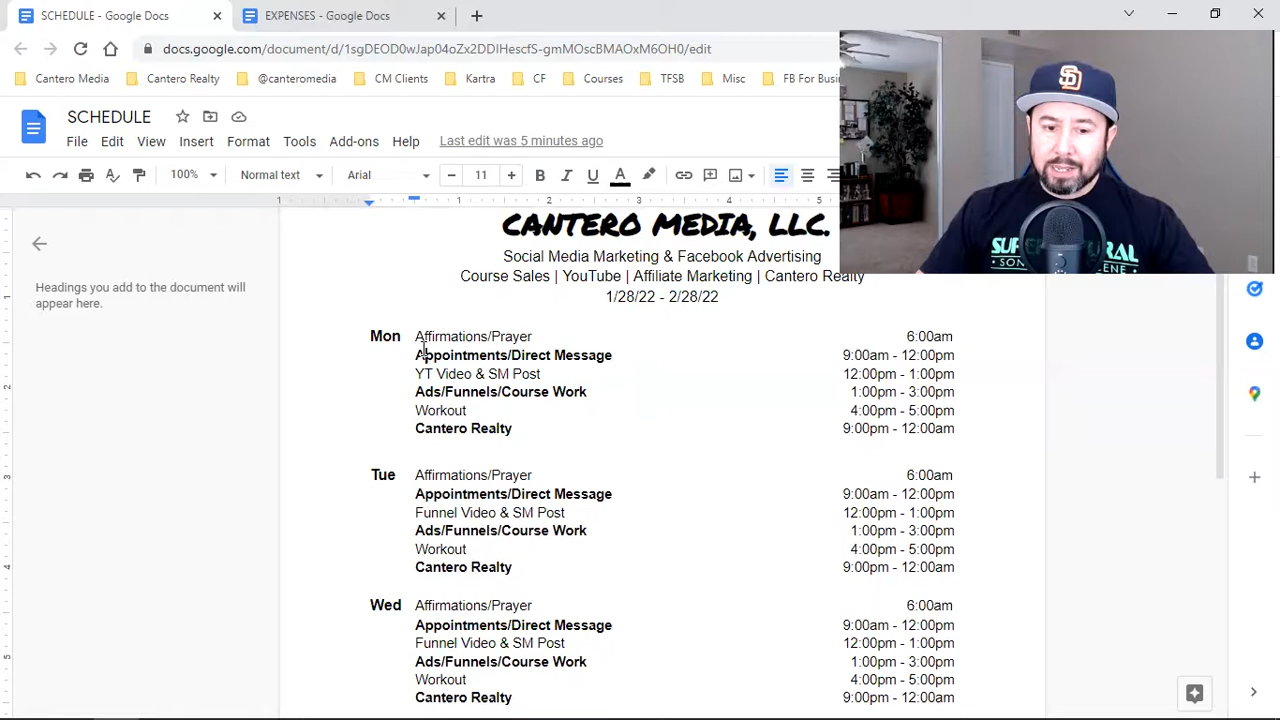 SCHEDULE - Google Docs
EXPENSES - Google Docs
docs.google.com/document/d/1sgDEOD0wJap04oZx2DDIHescfS-gmMOscBMAOxM6OH0/edit
Cantero Media
Cantero Realty
@canteromedia
CM Clients
Kartra
CF
Courses
TFSB
Misc
FB For Busin
SCHEDULE
File Edit View Insert Format Tools Add-ons Help Last edit was 5 minutes ago
100% Normal text Arial 11
1 1 2 3 4 5
Headings you add to the document will
appear here.
CANTERO MEDIA, LLC.
Social Media Marketing & Facebook Advertising
Course Sales | YouTube | Affiliate Marketing | Cantero Realty
1/28/22 - 2/28/22
Mon Affirmations/Prayer 6:00am
Appointments/Direct Message 9:00am - 12:00pm
YT Video & SM Post 12:00pm - 1:00pm
Ads/Funnels/Course Work 1:00pm - 3:00pm
Workout 4:00pm - 5:00pm
Cantero Realty 9:00pm - 12:00am
Tue Affirmations/Prayer 6:00am
Appointments/Direct Message 9:00am - 12:00pm
Funnel Video & SM Post 12:00pm - 1:00pm
Ads/Funnels/Course Work 1:00pm - 3:00pm
Workout 4:00pm - 5:00pm
Cantero Realty 9:00pm - 12:00am
Wed Affirmations/Prayer 6:00am
Appointments/Direct Message 9:00am - 12:00pm
Funnel Video & SM Post 12:00pm - 1:00pm
Ads/Funnels/Course Work 1:00pm - 3:00pm
Workout 4:00pm - 5:00pm
Cantero Realty 9:00pm - 12:00am
SD